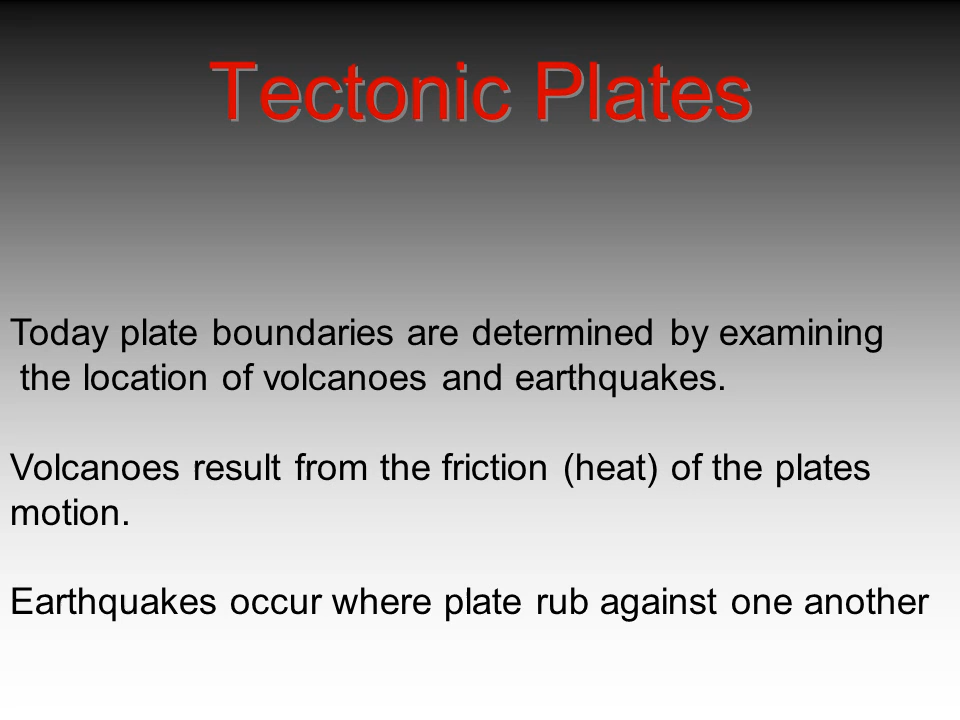 Tectonic Plates
Today plate boundaries are determined by examining
the location of volcanoes and earthquakes.
Volcanoes result from the friction (heat) of the plates
motion.
Earthquakes occur where plate rub against one another